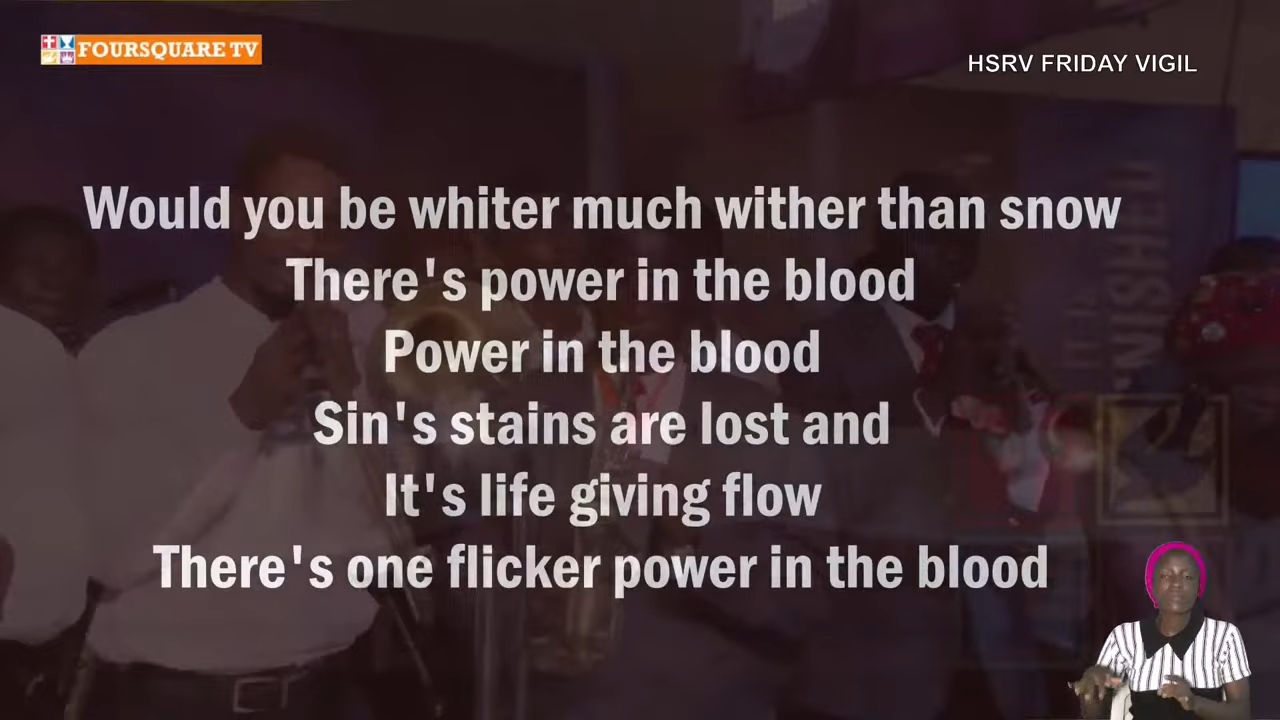 FOURSQUARE TV
HSRV FRIDAY VIGIL
Would you be whiter much wither than snow
There's power in the blood
Power in the blood
Sin's stains are lost and
It's life giving flow
There's one flicker power in the blood